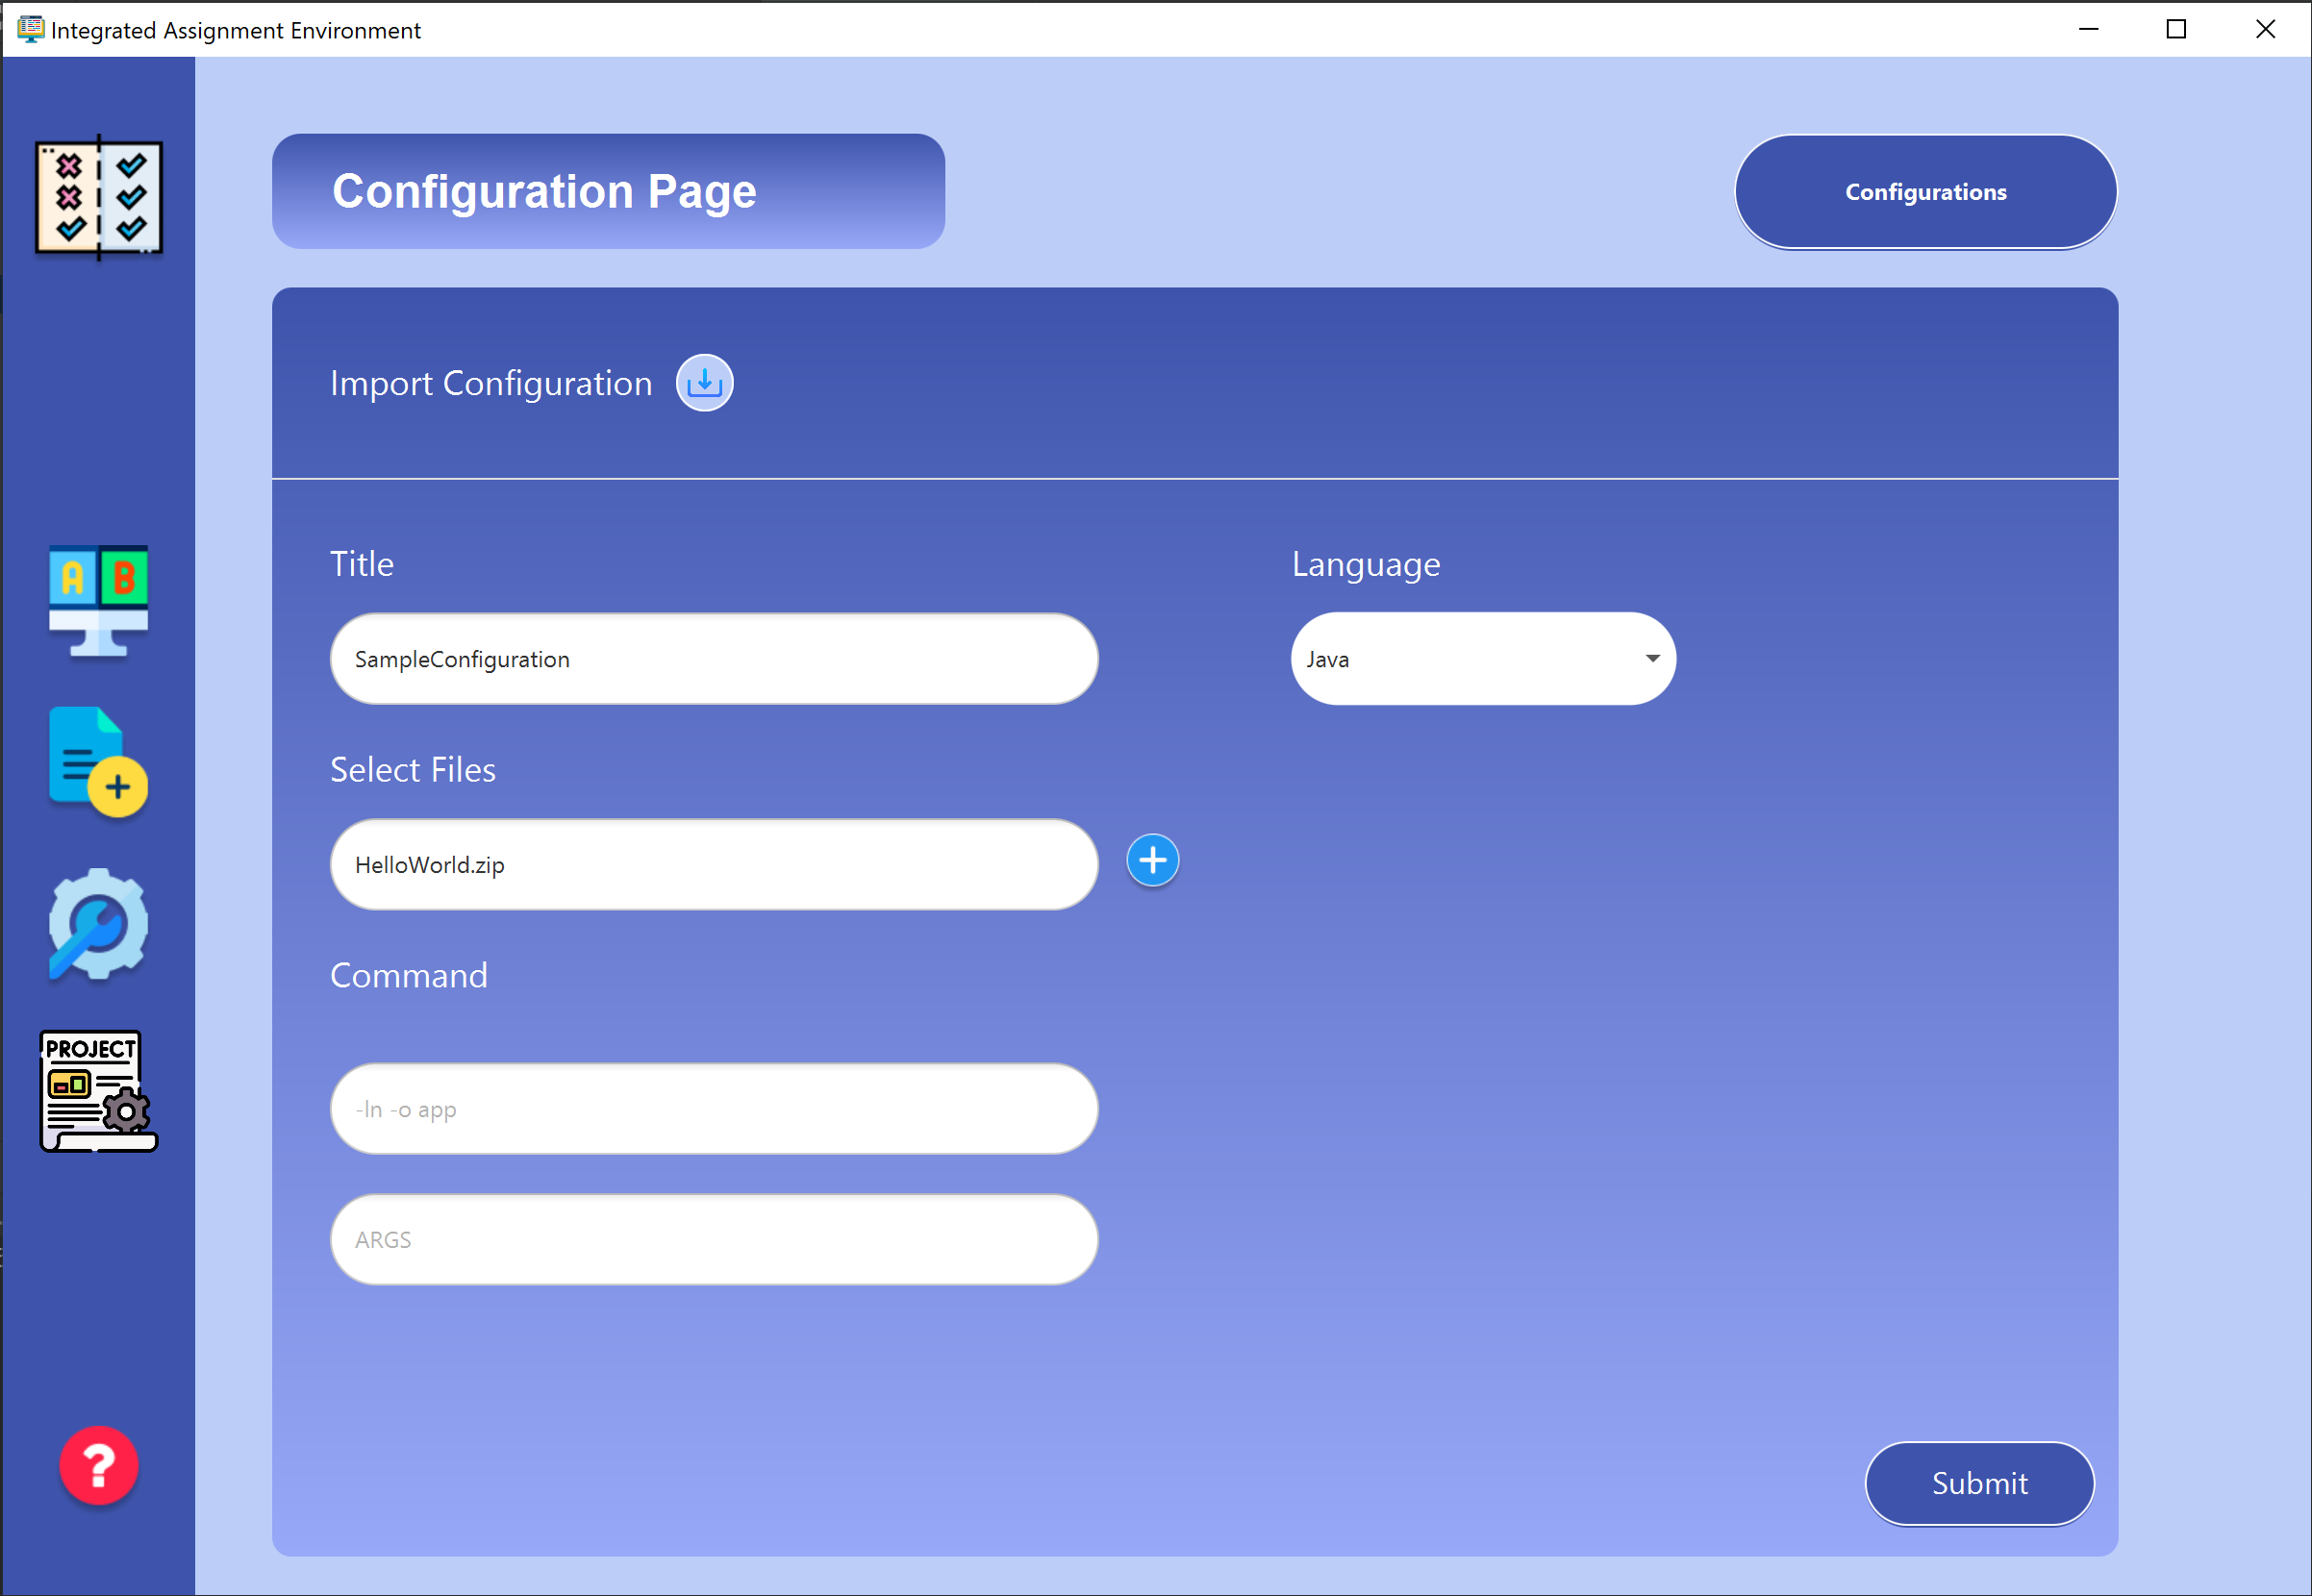 Integrated Assignment Environment
Configuration Page
Configurations
Import Configuration
Title
Language
SampleConfiguration
Java
Select Files
HelloWorld.zip
Command
-ln -o app
ARGS
Submit
A B
PROJECT
?